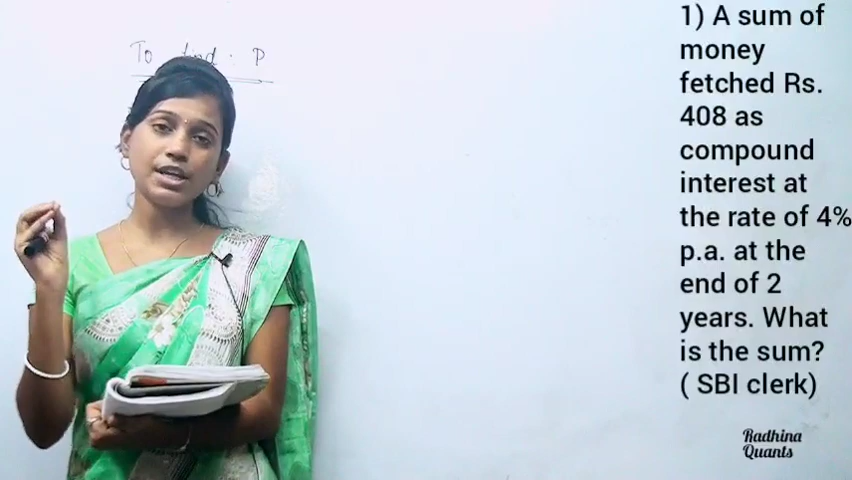 To find. P
1) A sum of
money
fetched Rs.
408 as
compound
interest at
the rate of 4%
p.a. at the
end of 2
years. What
is the sum?
( SBI clerk)
Radhina
Quants